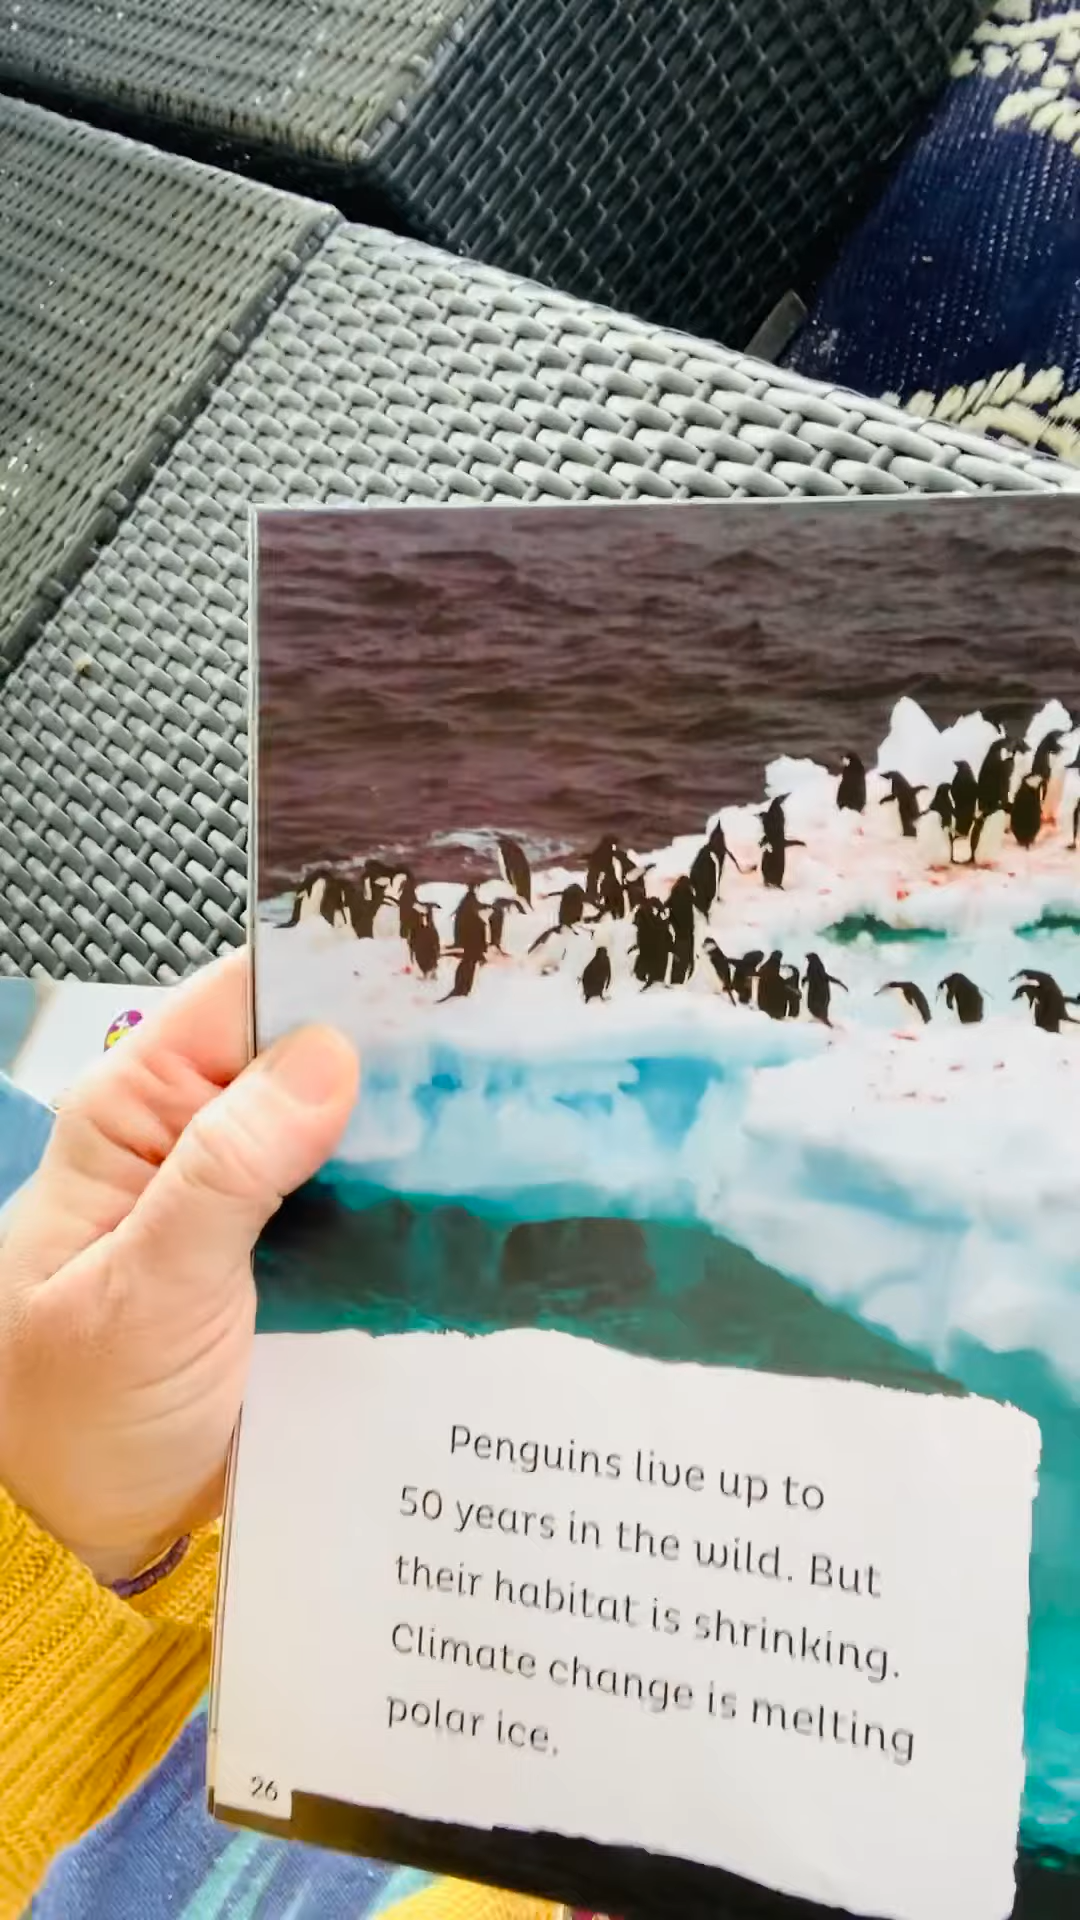 Penguins live up to
50 years in the wild. But
their habitat is shrinking.
Climate change is melting
polar ice.
26